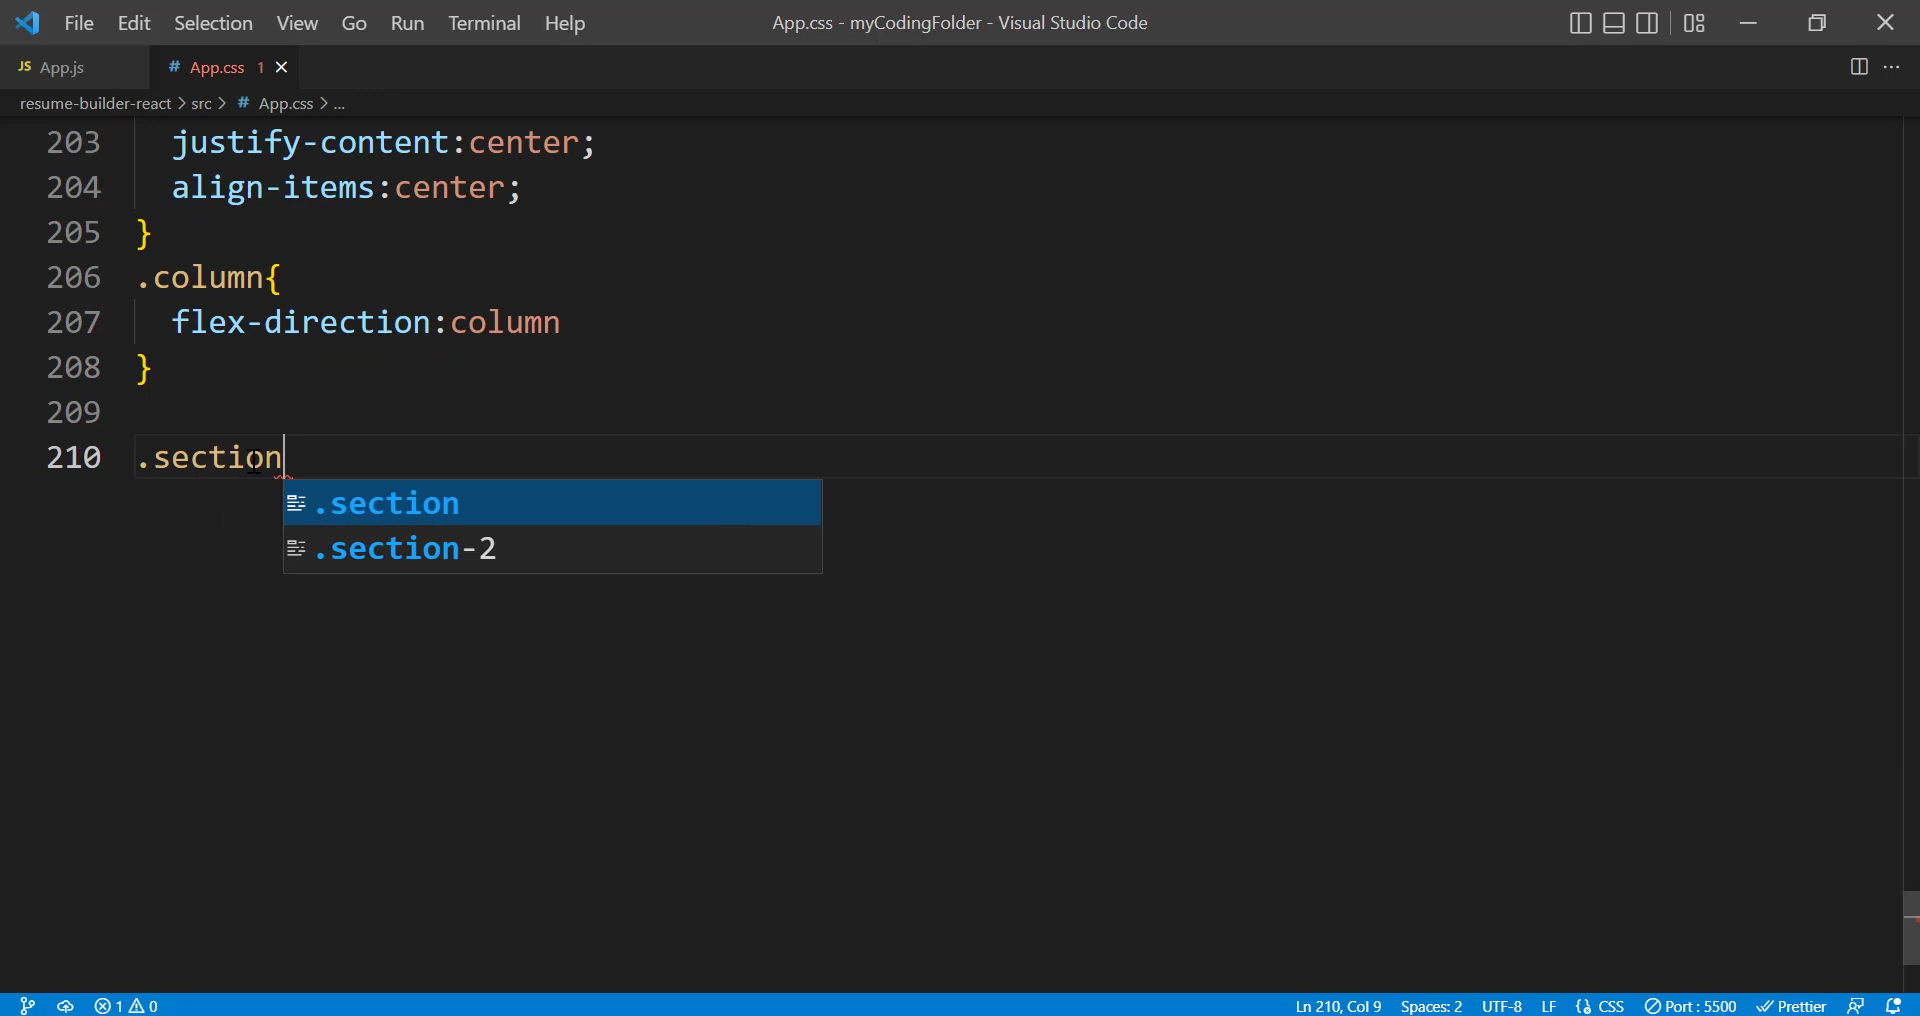 File Edit Selection View Go Run Terminal Help App.css - myCodingFolder - Visual Studio Code
JS App.js # App.css 1
resume-builder-react > src > # App.css > ...
203 justify-content:center;
204 align-items:center;
205 }
206 .column{
207 flex-direction:column
208 }
209
210 .section
.section
.section-2
1 0 Ln 210, Col 9 Spaces: 2 UTF-8 LF {} CSS Port : 5500 Prettier